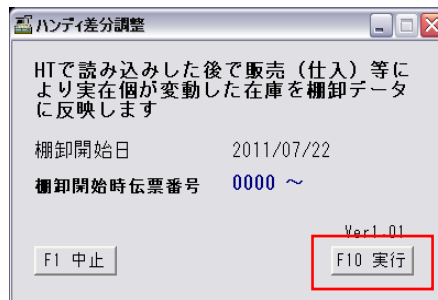 ハンディ差分調整
HTで読み込みした後で販売（仕入）等に
より実在個が変動した在庫を棚卸データ
に反映します
棚卸開始日 2011/07/22
棚卸開始時伝票番号 0000 ～
Ver1.01
F1 中止 F10 実行